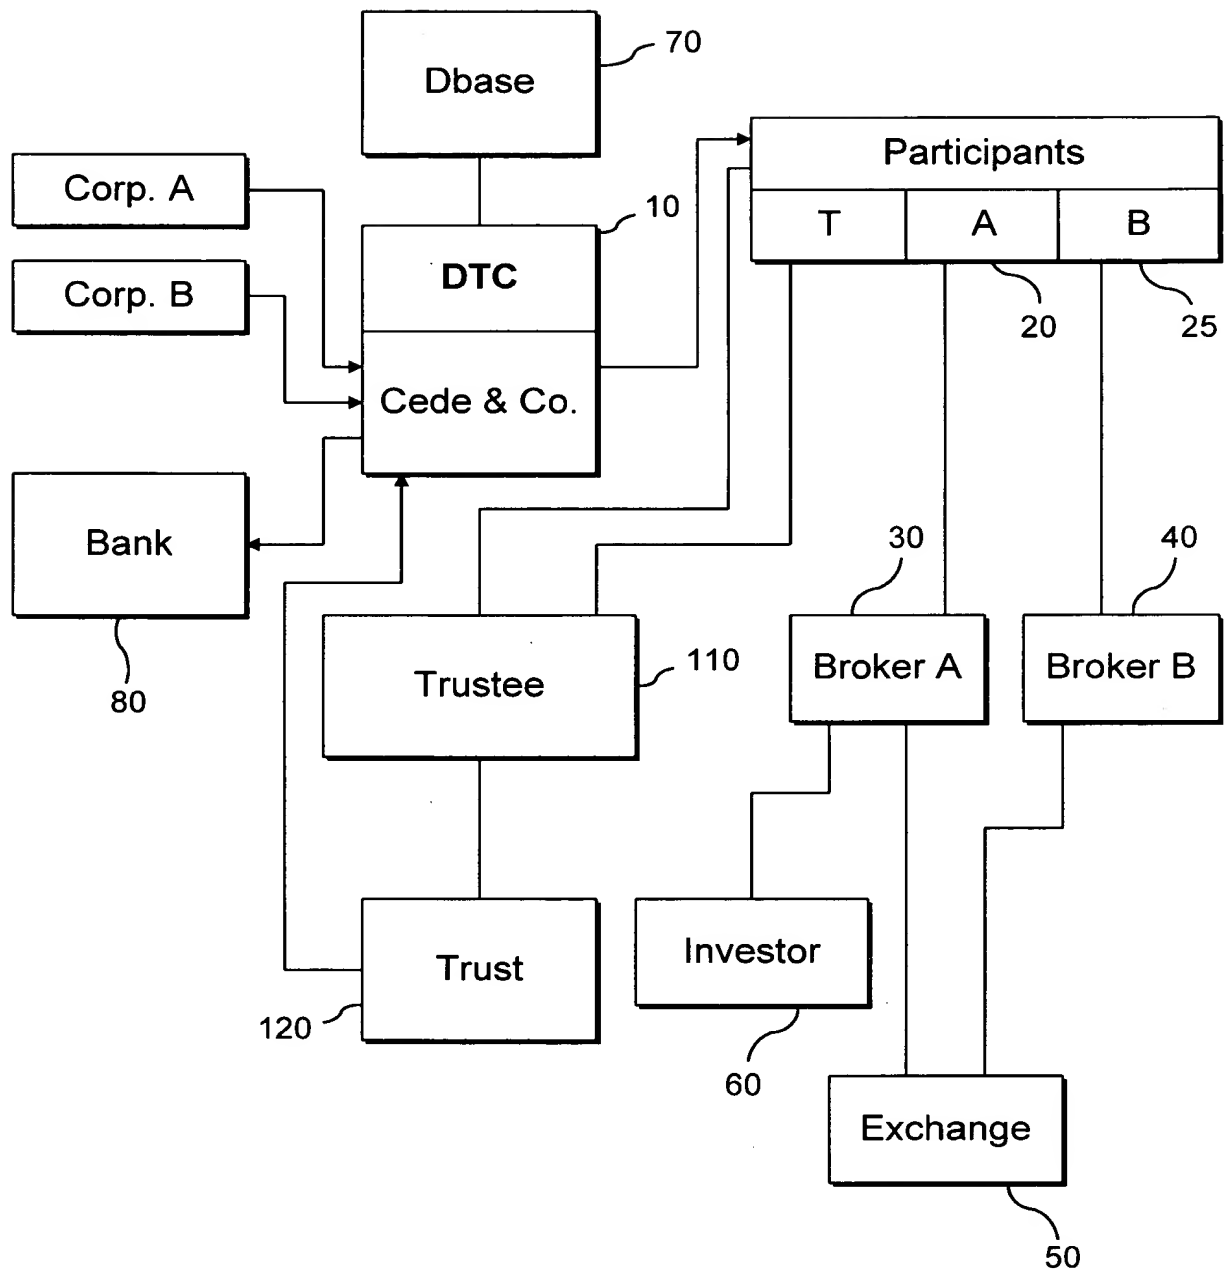 70
Dbase
Participants
Corp. A
10
T
A
B
DTC
Corp. B
20
25
Cede & Co.
Bank
30
40
110
Broker A
Broker B
Trustee
80
Investor
Trust
120
60
Exchange
50